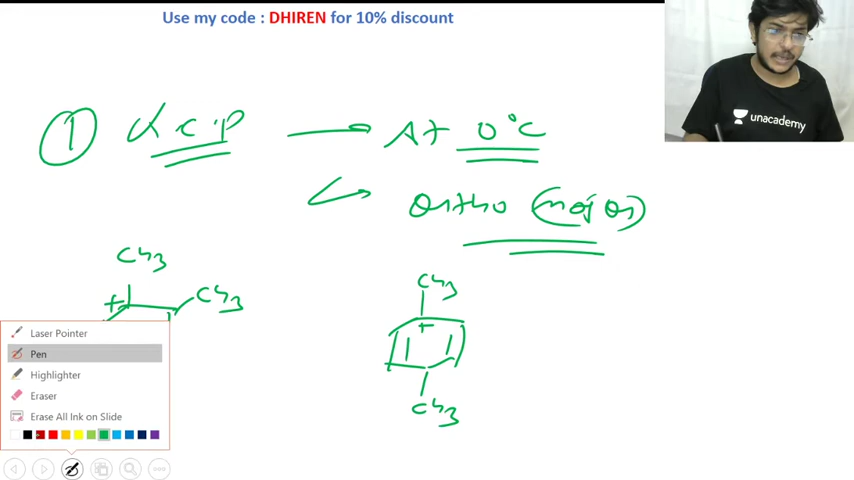 Use my code : DHIREN for 10% discount
unacademy
① K C P → At 0°C
↳ Ortho (major)
CH3
+
CH3
CH3
+
CH3
Laser Pointer
Pen
Highlighter
Eraser
Erase All Ink on Slide